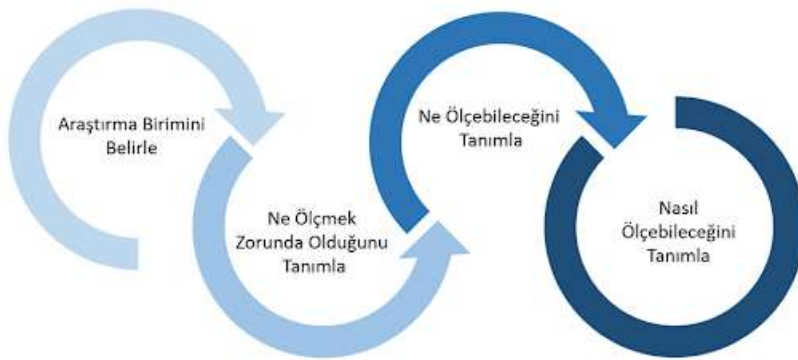 Araştırma Birimini
Belirle
Ne Ölçmek
Zorunda Olduğunu
Tanımla
Ne Ölçebileceğini
Tanımla
Nasıl
Ölçebileceğini
Tanımla